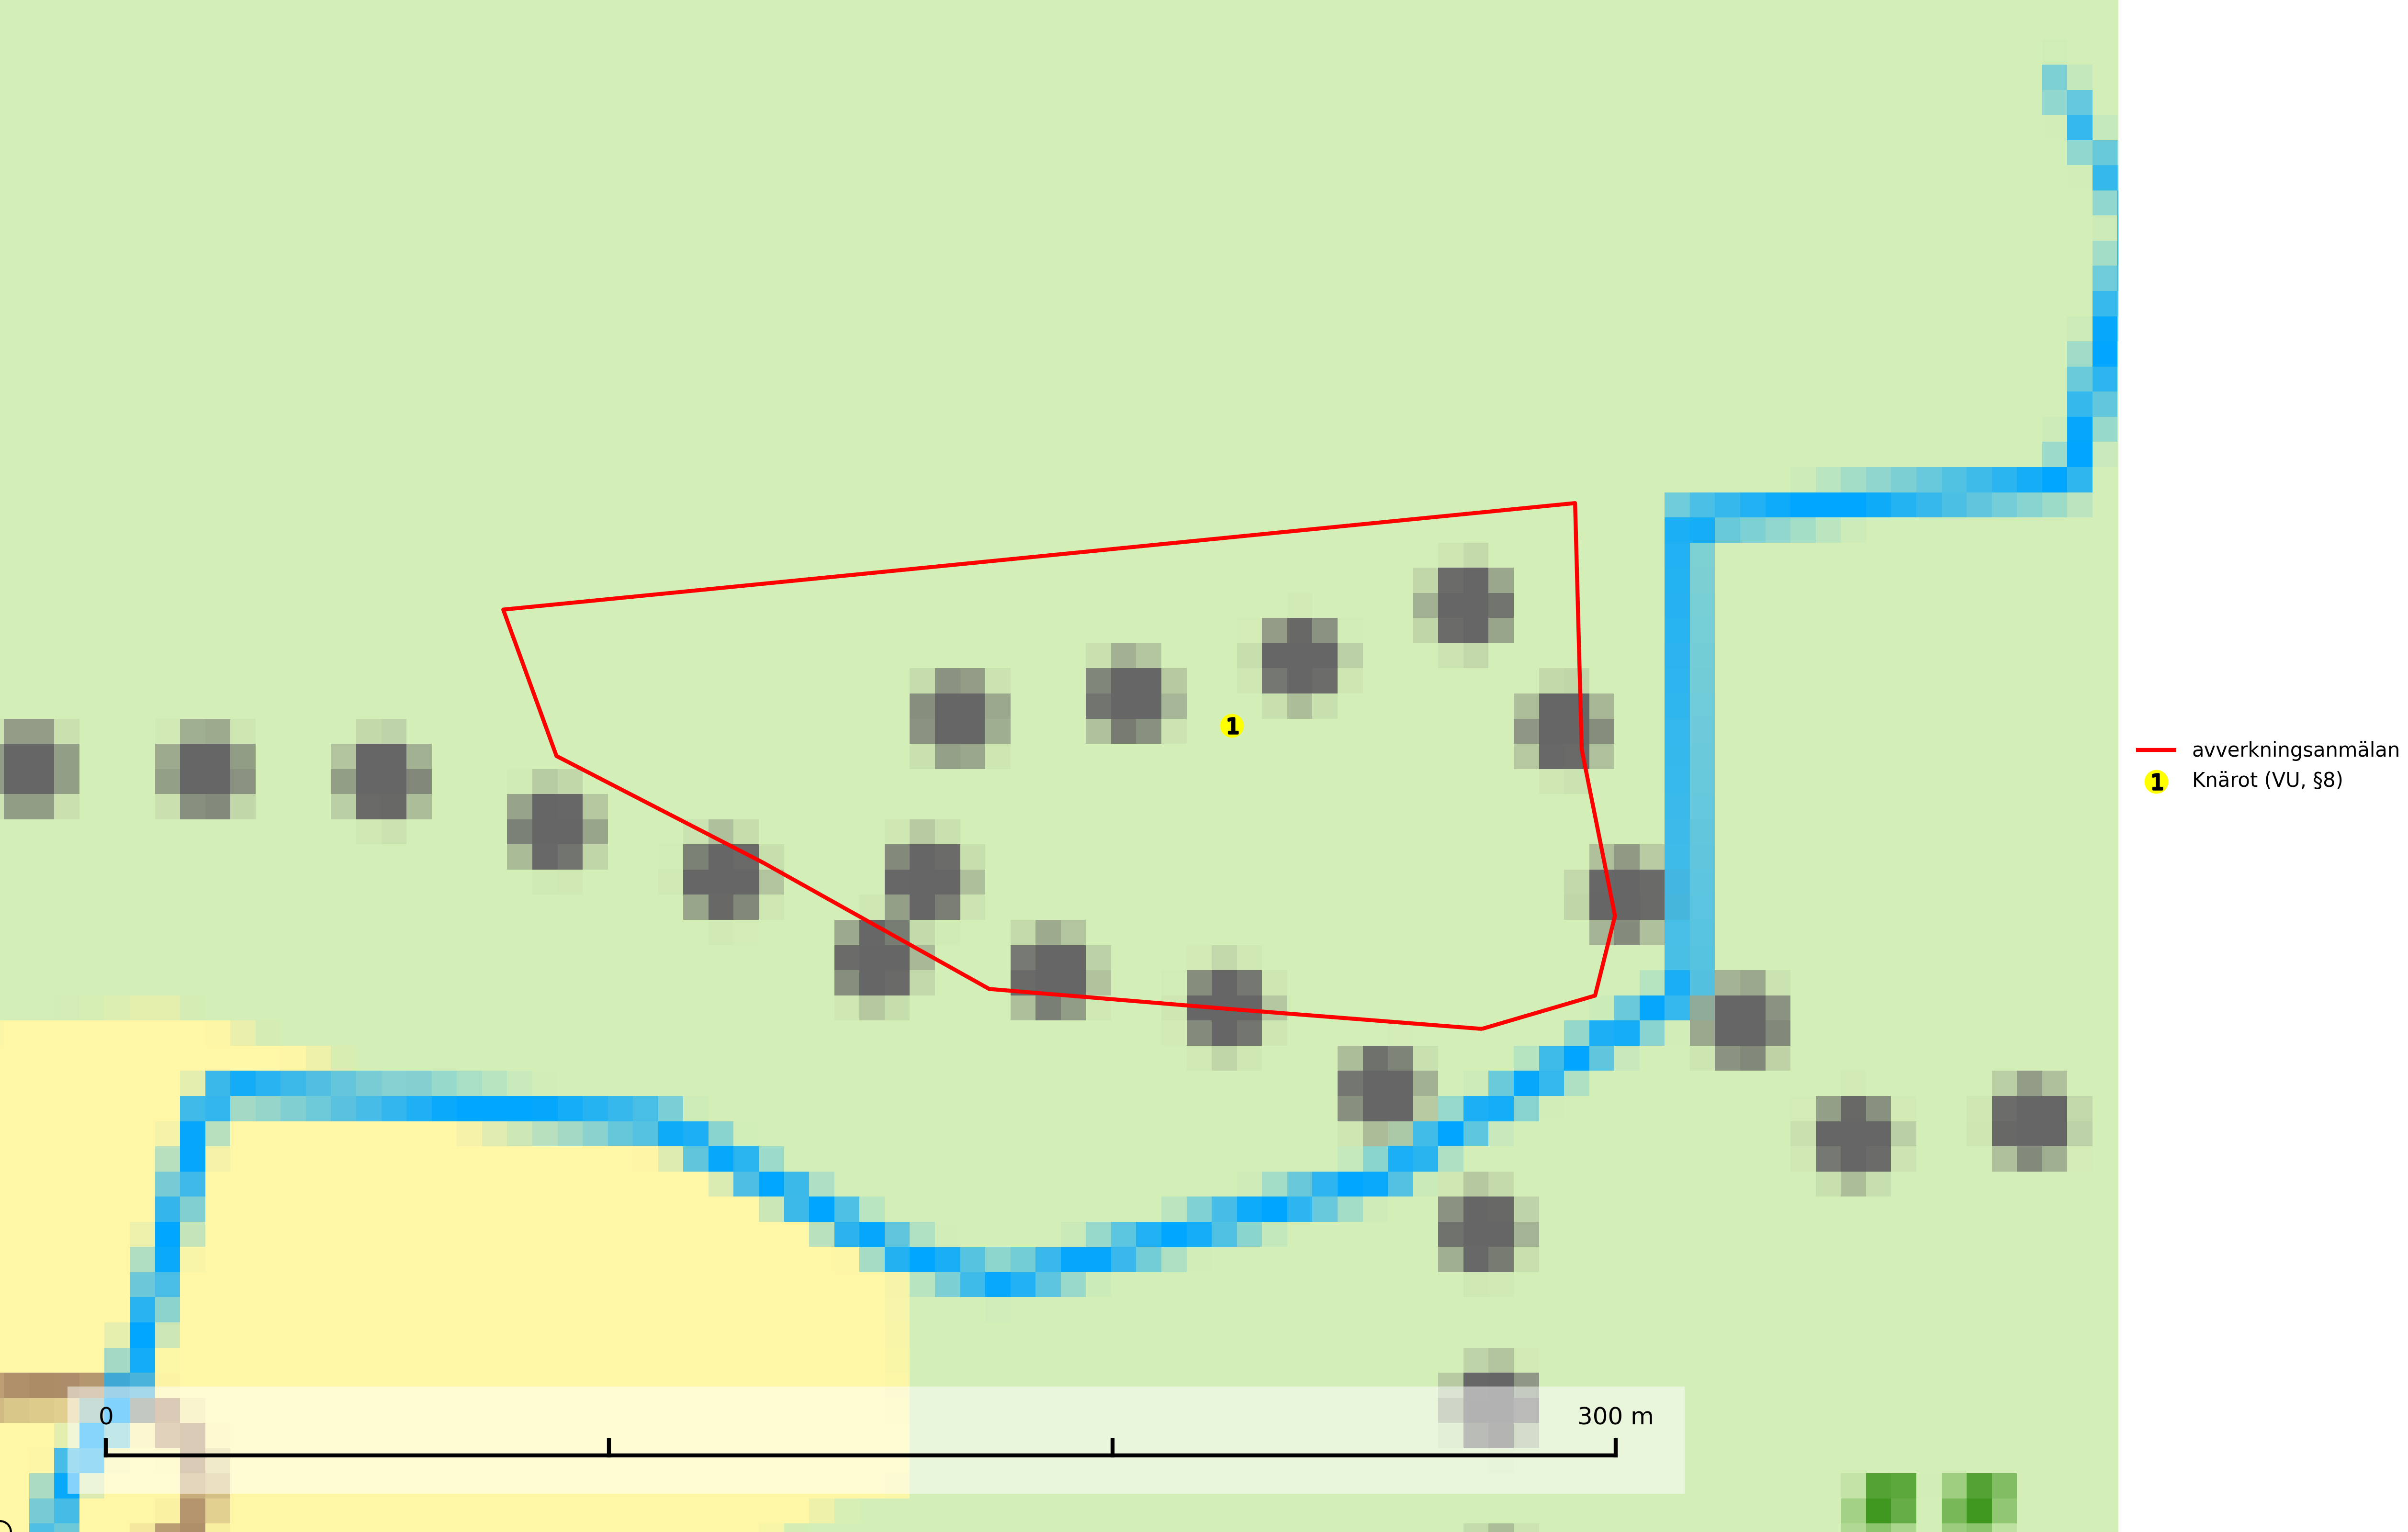 1
avverkningsanmälan
1 Knärot (VU, §8)
0 300 m